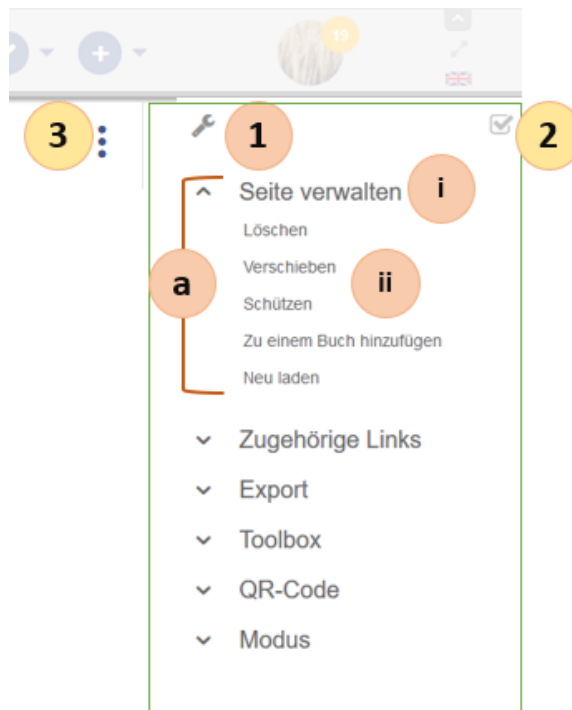 19
3
1
2
Seite verwalten
i
Löschen
Verschieben
a
ii
Schützen
Zu einem Buch hinzufügen
Neu laden
Zugehörige Links
Export
Toolbox
QR-Code
Modus